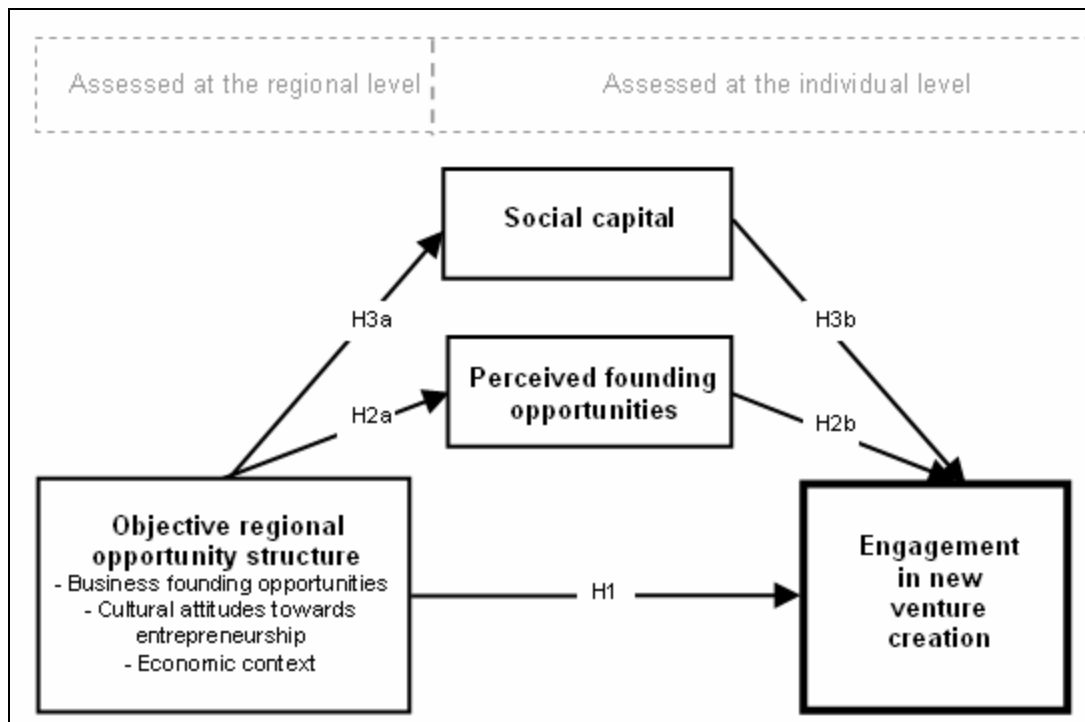 Assessed at the regional level
Assessed at the individual level
Social capital
H3a
H3b
Perceived founding
opportunities
H2a
H2b
Objective regional
opportunity structure
- Business founding opportunities
- Cultural attitudes towards
entrepreneurship
- Economic context
H1
Engagement
in new
venture
creation